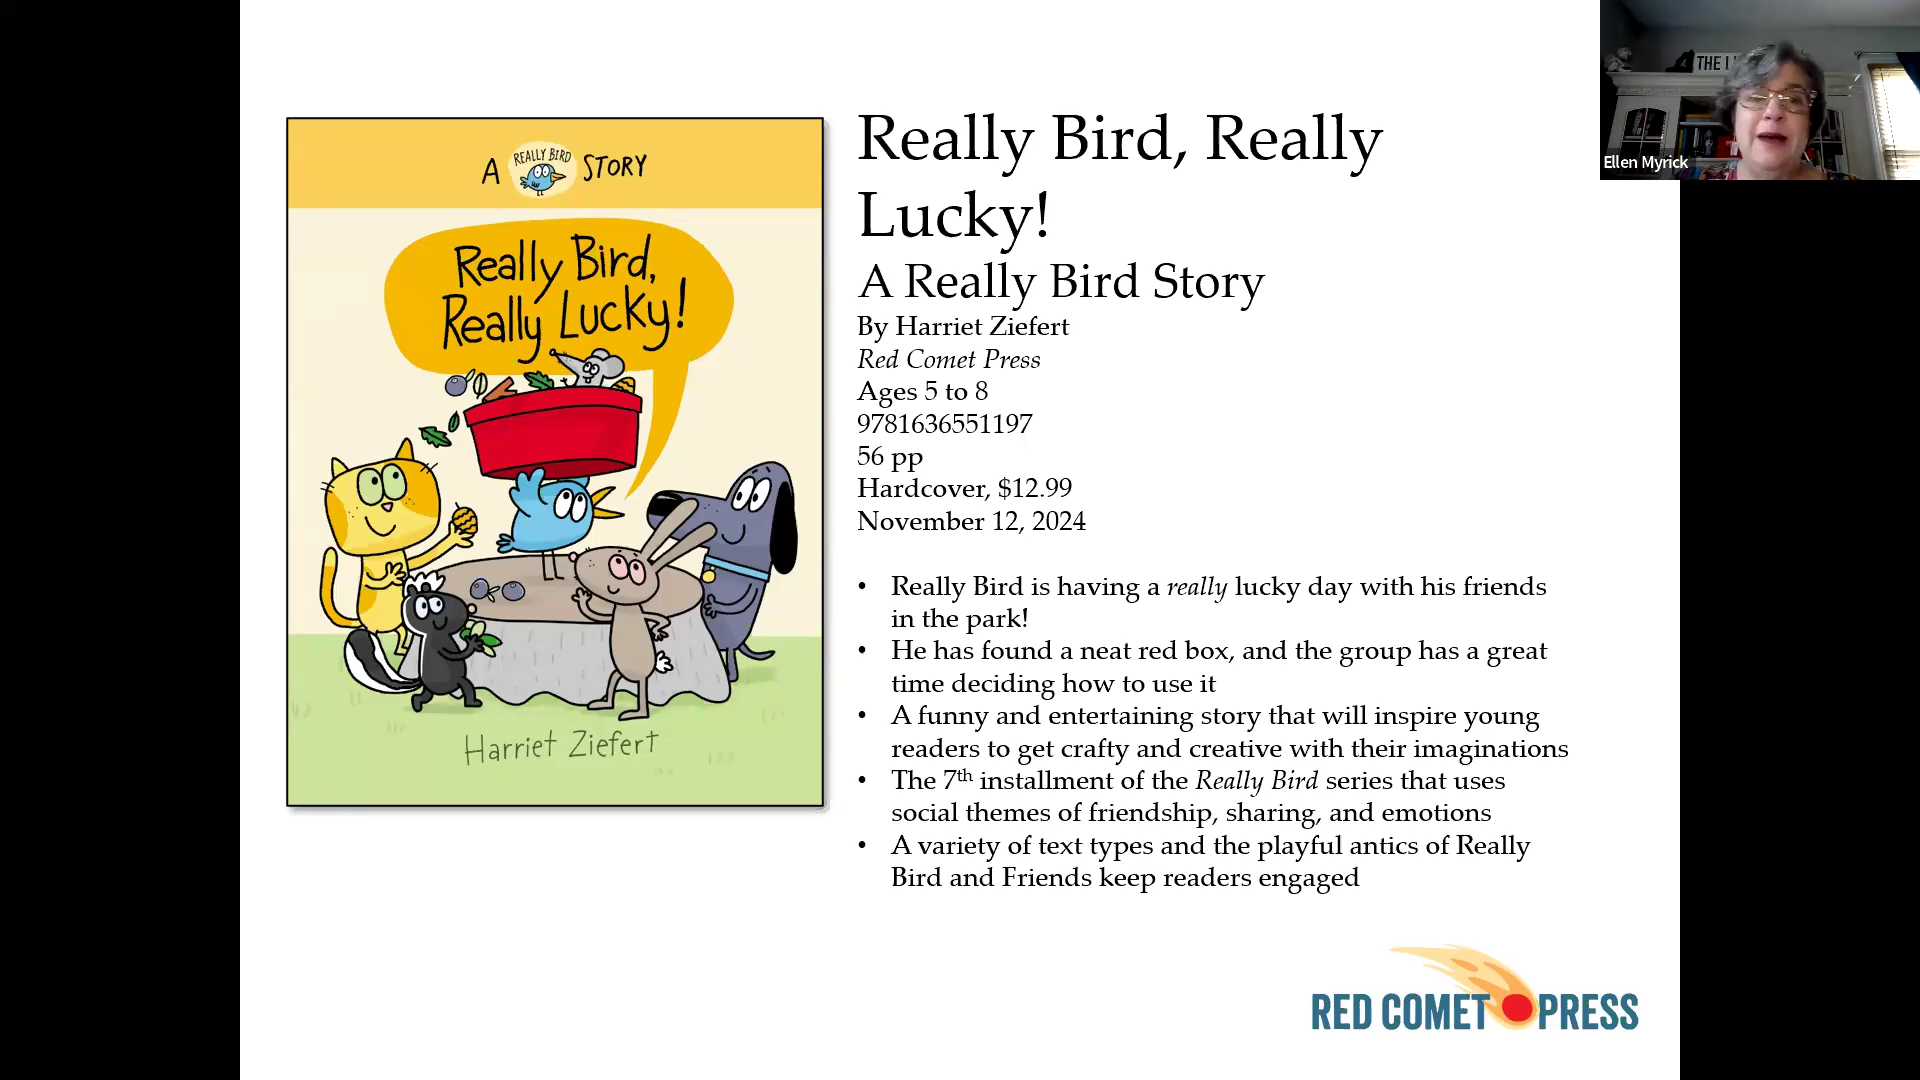 A REALLY BIRD STORY
Really Bird,
Really Lucky!
Harriet Ziefert
Really Bird, Really
Lucky!
A Really Bird Story
By Harriet Ziefert
Red Comet Press
Ages 5 to 8
9781636551197
56 pp
Hardcover, $12.99
November 12, 2024
• Really Bird is having a really lucky day with his friends
in the park!
• He has found a neat red box, and the group has a great
time deciding how to use it
• A funny and entertaining story that will inspire young
readers to get crafty and creative with their imaginations
• The 7th installment of the Really Bird series that uses
social themes of friendship, sharing, and emotions
• A variety of text types and the playful antics of Really
Bird and Friends keep readers engaged
RED COMET PRESS
THE
Ellen Myrick